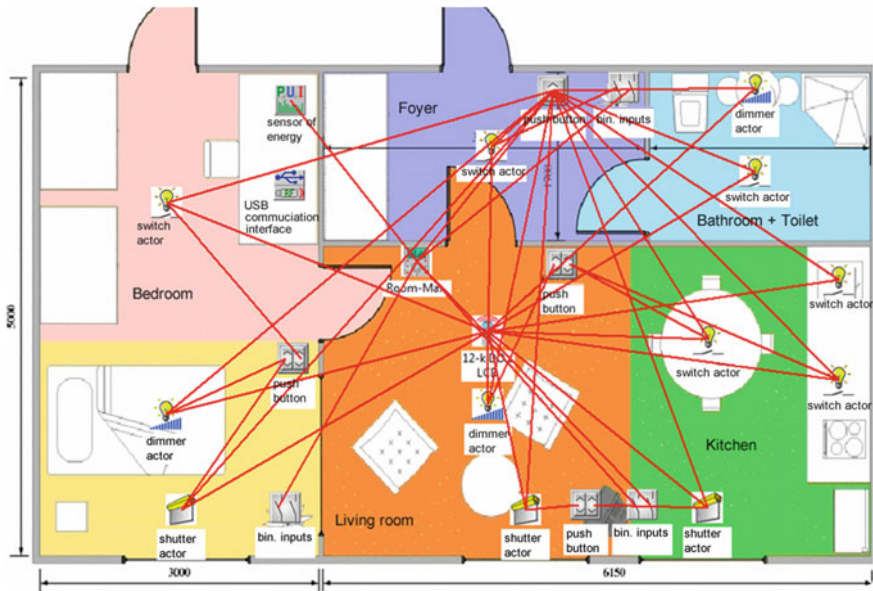 Foyer
PUI
sensor of
energy
push button
bin. inputs
dimmer
actor
switch actor
USB
commuciation
interface
RF
switch
actor
switch actor
Bathroom + Toilet
Bedroom
Room-Ma
push
button
switch actor
5000
12-k
LCD
push
button
switch actor
switch actor
dimmer
actor
dimmer
actor
Kitchen
Living room
shutter
actor
bin. inputs
shutter
actor
push
button
bin. inputs
shutter
actor
3000
6150